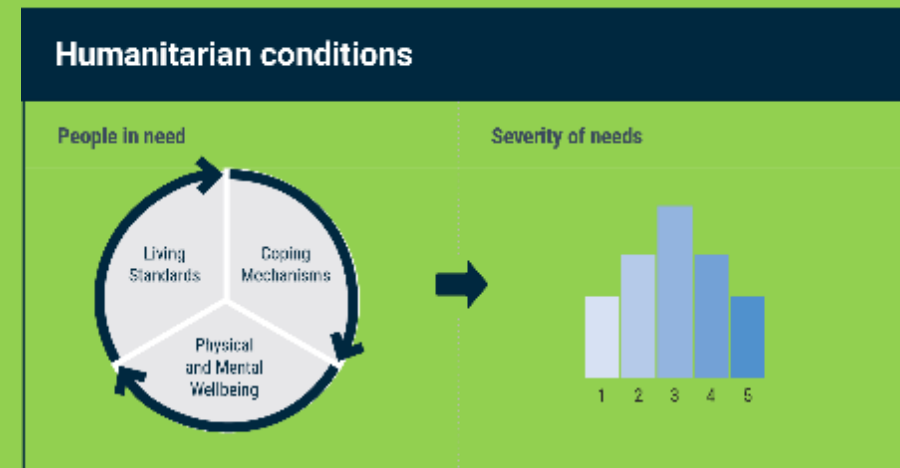 Humanitarian conditions
People in need
Severity of needs
Living
Standards
Coping
Mechanisms
Physical
and Mental
Wellbeing
1 2 3 4 5